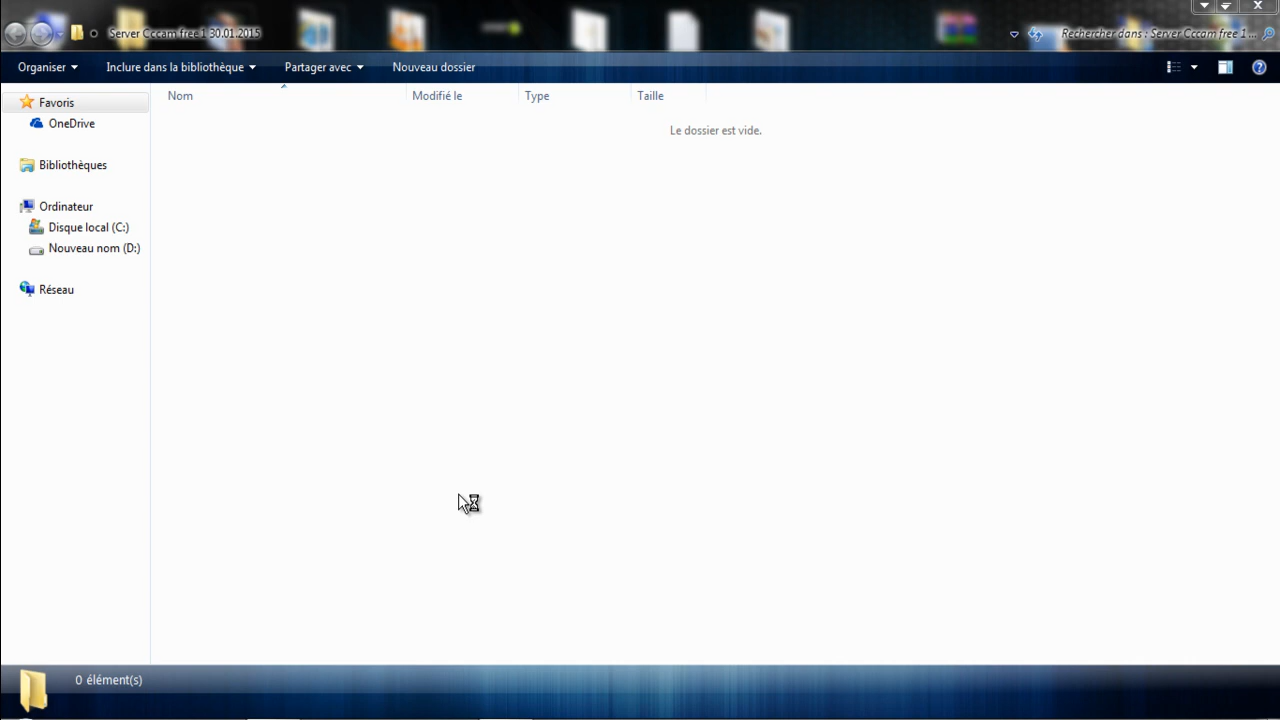 Server Cccam free 1 30.01.2015
Rechercher dans : Server Cccam free 1 ...
Organiser
Inclure dans la bibliothèque
Partager avec
Nouveau dossier
Nom
Modifié le
Type
Taille
Favoris
OneDrive
Bibliothèques
Ordinateur
Disque local (C:)
Nouveau nom (D:)
Réseau
Le dossier est vide.
0 élément(s)